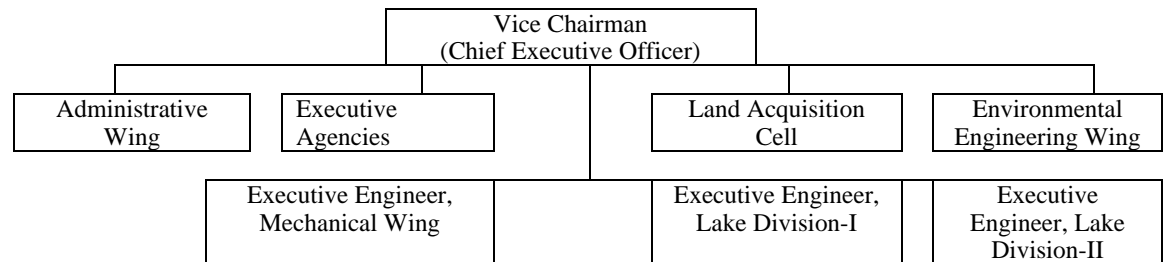 Vice Chairman
(Chief Executive Officer)
Administrative
Wing
Executive
Agencies
Land Acquisition
Cell
Environmental
Engineering Wing
Executive Engineer,
Mechanical Wing
Executive Engineer,
Lake Division-I
Executive
Engineer, Lake
Division-II